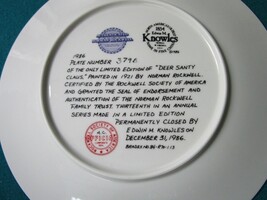 1854
Edwin M.
Knowles
1986
PLATE NUMBER 3796
OF THE ONLY LIMITED EDITION OF "DEER SANTY
CLAUS." PAINTED IN 1921 BY NORMAN ROCKWELL.
CERTIFIED BY THE ROCKWELL SOCIETY OF AMERICA
AND GRANTED THE SEAL OF ENDORSEMENT AND
AUTHENTICATION OF THE NORMAN ROCKWELL
FAMILY TRUST. THIRTEENTH IN AN ANNUAL
SERIES MADE IN A LIMITED EDITION
PERMANENTLY CLOSED BY
EDWIN H. KNOWLES ON
DECEMBER 31, 1986.